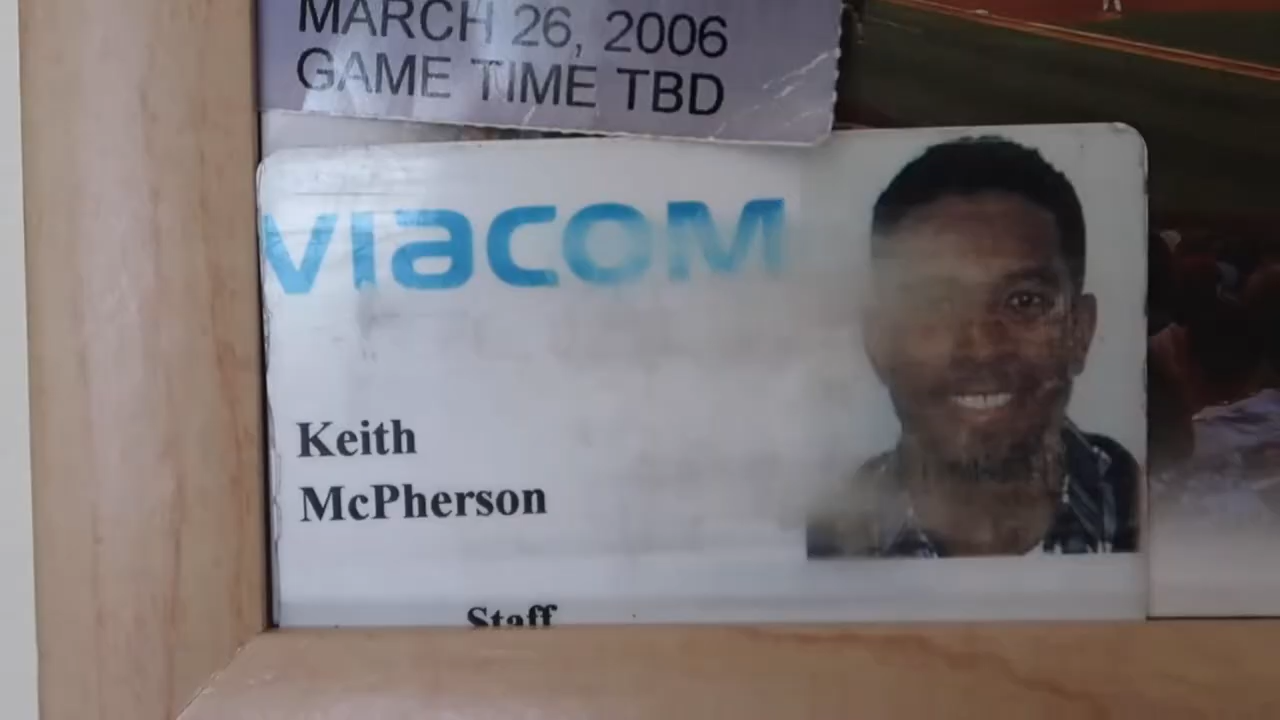 MARCH 26, 2006
GAME TIME TBD
VIACOM
Keith
McPherson
Staff